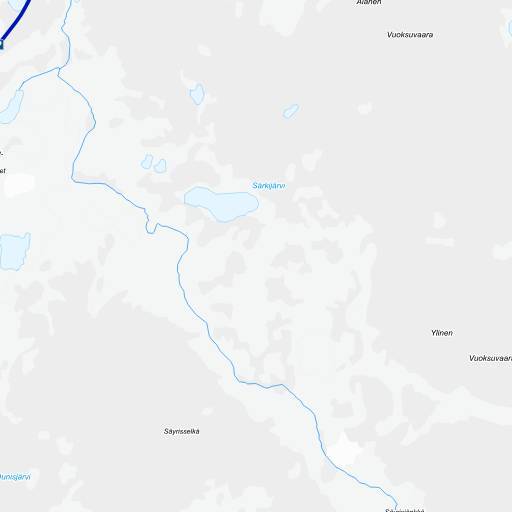 Alanen
Vuoksuvaara
Särkijärvi
Ylinen
Vuoksuvaara
Säyrisselkä